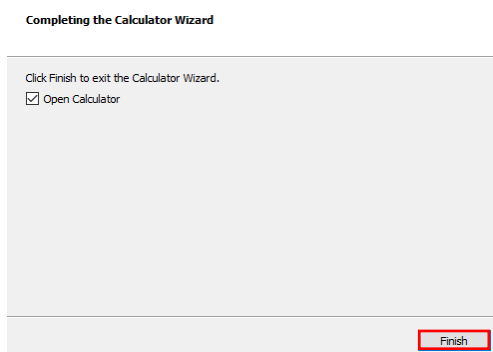 Completing the Calculator Wizard
Click Finish to exit the Calculator Wizard.
Open Calculator
Finish